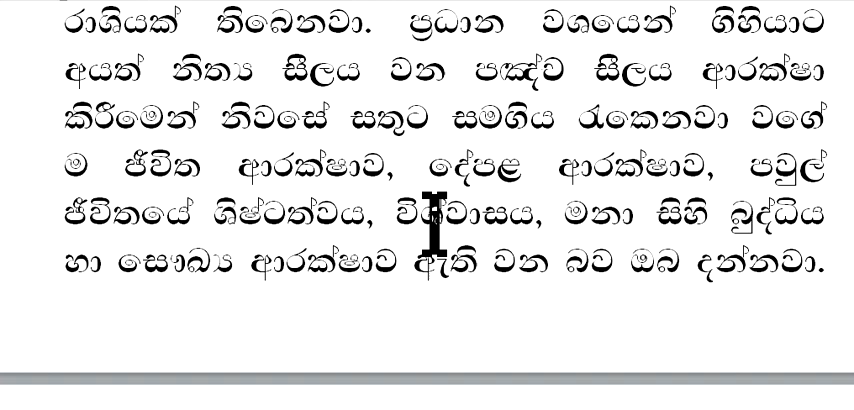 රාශියක් තිබෙනවා. ප්‍රධාන වශයෙන් ගිහියාට
අයත් නිත්‍ය සීලය වන පඤ්ච සීලය ආරක්ෂා
කිරීමෙන් නිවසේ සතුට සමගිය රැකෙනවා වගේ
ම ජීවිත ආරක්ෂාව, දේපළ ආරක්ෂාව, පවුල්
ජීවිතයේ ශිෂ්ටත්වය, විශ්වාසය, මනා සිහි බුද්ධිය
හා සෞඛ්‍ය ආරක්ෂාව ඇති වන බව ඔබ දන්නවා.